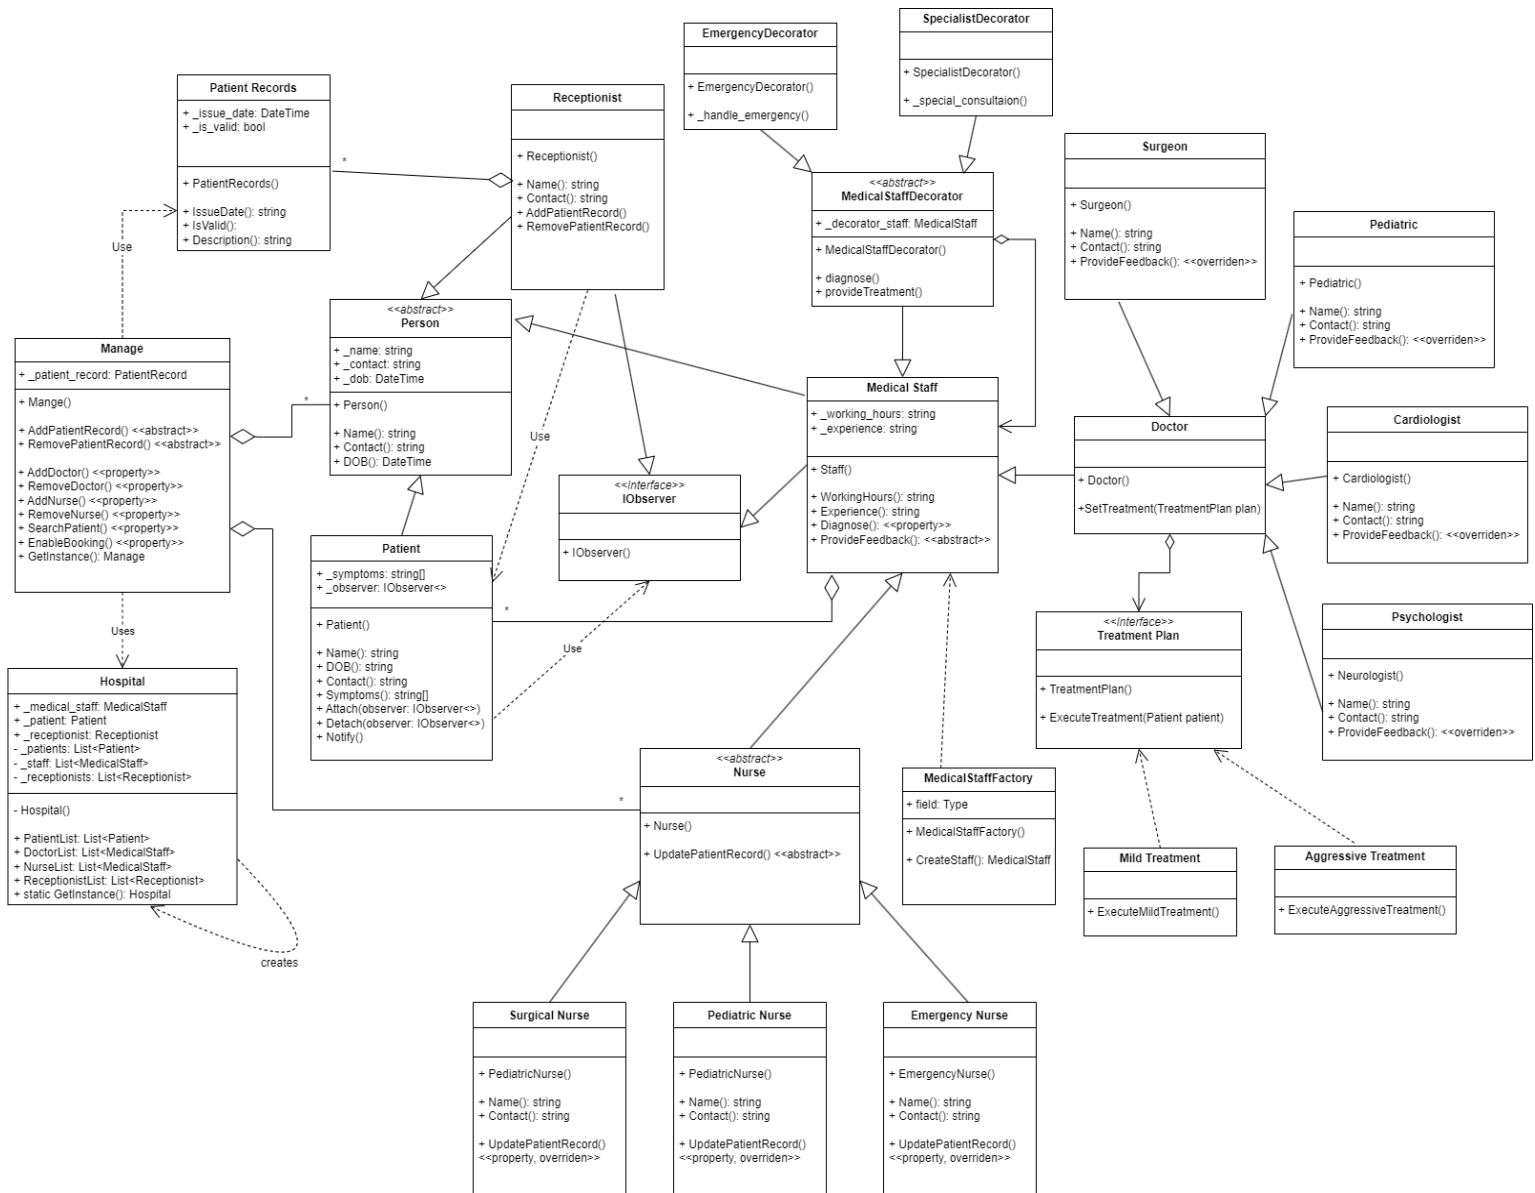 EmergencyDecorator
+ EmergencyDecorator()
+ _handle_emergency()
SpecialistDecorator
+ SpecialistDecorator()
+ _special_consultaion()
Patient Records
+ _issue_date: DateTime
+ _is_valid: bool
+ PatientRecords()
+ IssueDate(): string
+ IsValid():
+ Description(): string
*
Receptionist
+ Receptionist()
+ Name(): string
+ Contact(): string
+ AddPatientRecord()
+ RemovePatientRecord()
<<abstract>>
MedicalStaffDecorator
+ _decorator_staff: MedicalStaff
+ MedicalStaffDecorator()
+ diagnose()
+ provideTreatment()
Surgeon
+ Surgeon()
+ Name(): string
+ Contact(): string
+ ProvideFeedback(): <<overriden>>
Pediatric
+ Pediatric()
+ Name(): string
+ Contact(): string
+ ProvideFeedback(): <<overriden>>
Use
<<abstract>>
Person
+ _name: string
+ _contact: string
+ _dob: DateTime
+ Person()
+ Name(): string
+ Contact(): string
+ DOB(): DateTime
Manage
+ _patient_record: PatientRecord
+ Mange()
+ AddPatientRecord() <<abstract>>
+ RemovePatientRecord() <<abstract>>
+ AddDoctor() <<property>>
+ RemoveDoctor() <<property>>
+ AddNurse() <<property>>
+ RemoveNurse() <<property>>
+ SearchPatient() <<property>>
+ EnableBooking() <<property>>
+ GetInstance(): Manage
*
Use
Medical Staff
+ _working_hours: string
+ _experience: string
+ Staff()
+ WorkingHours(): string
+ Experience(): string
+ Diagnose(): <<property>>
+ ProvideFeedback(): <<abstract>>
Doctor
+ Doctor()
+SetTreatment(TreatmentPlan plan)
Cardiologist
+ Cardiologist()
+ Name(): string
+ Contact(): string
+ ProvideFeedback(): <<overriden>>
<<Interface>>
IObserver
+ IObserver()
Patient
+ _symptoms: string[]
+ _observer: IObserver<>
+ Patient()
+ Name(): string
+ DOB(): string
+ Contact(): string
+ Symptoms(): string[]
+ Attach(observer: IObserver<>)
+ Detach(observer: IObserver<>)
+ Notify()
*
Use
<<Interface>>
Treatment Plan
+ TreatmentPlan()
+ ExecuteTreatment(Patient patient)
Psychologist
+ Neurologist()
+ Name(): string
+ Contact(): string
+ ProvideFeedback(): <<overriden>>
Uses
Hospital
+ _medical_staff: MedicalStaff
+ _patient: Patient
+ _receptionist: Receptionist
- _patients: List<Patient>
- _staff: List<MedicalStaff>
- _receptionists: List<Receptionist>
- Hospital()
+ PatientList: List<Patient>
+ DoctorList: List<MedicalStaff>
+ NurseList: List<MedicalStaff>
+ ReceptionistList: List<Receptionist>
+ static GetInstance(): Hospital
creates
*
<<abstract>>
Nurse
+ Nurse()
+ UpdatePatientRecord() <<abstract>>
MedicalStaffFactory
+ field: Type
+ MedicalStaffFactory()
+ CreateStaff(): MedicalStaff
Mild Treatment
+ ExecuteMildTreatment()
Aggressive Treatment
+ ExecuteAggressiveTreatment()
Surgical Nurse
+ PediatricNurse()
+ Name(): string
+ Contact(): string
+ UpdatePatientRecord()
<<property, overriden>>
Pediatric Nurse
+ PediatricNurse()
+ Name(): string
+ Contact(): string
+ UpdatePatientRecord()
<<property, overriden>>
Emergency Nurse
+ EmergencyNurse()
+ Name(): string
+ Contact(): string
+ UpdatePatientRecord()
<<property, overriden>>